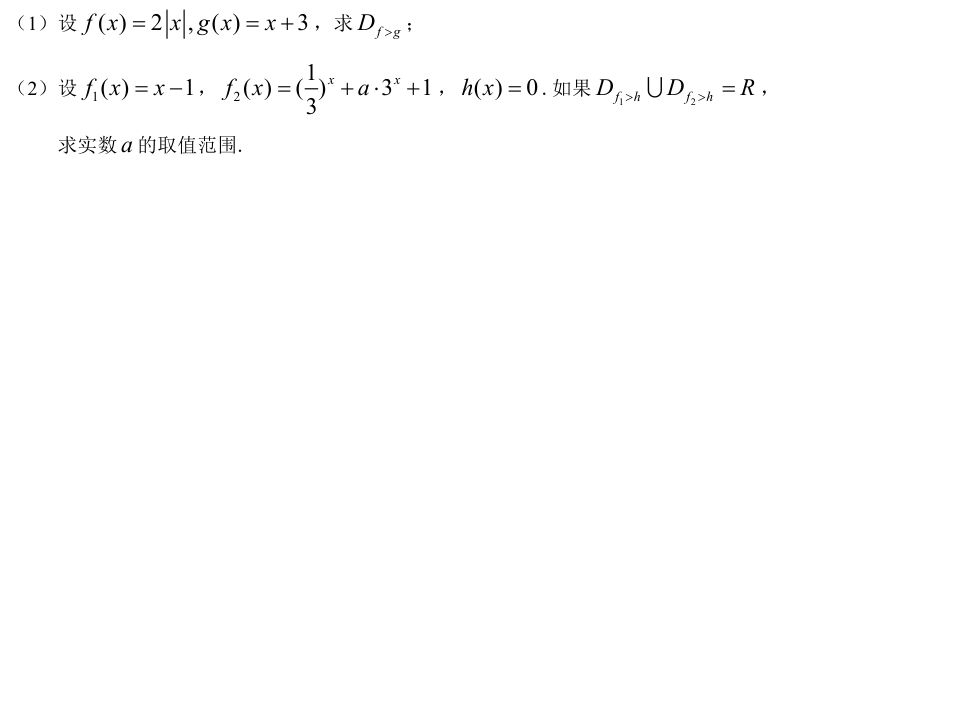 （1）设 f(x) = 2|x|, g(x) = x+3，求 D_{f>g}；
（2）设 f₁(x) = x−1，f₂(x) = (1/3)^x + a·3^x +1，h(x) = 0. 如果 D_{f₁>h} ⋃ D_{f₂>h} = R，
求实数 a 的取值范围.